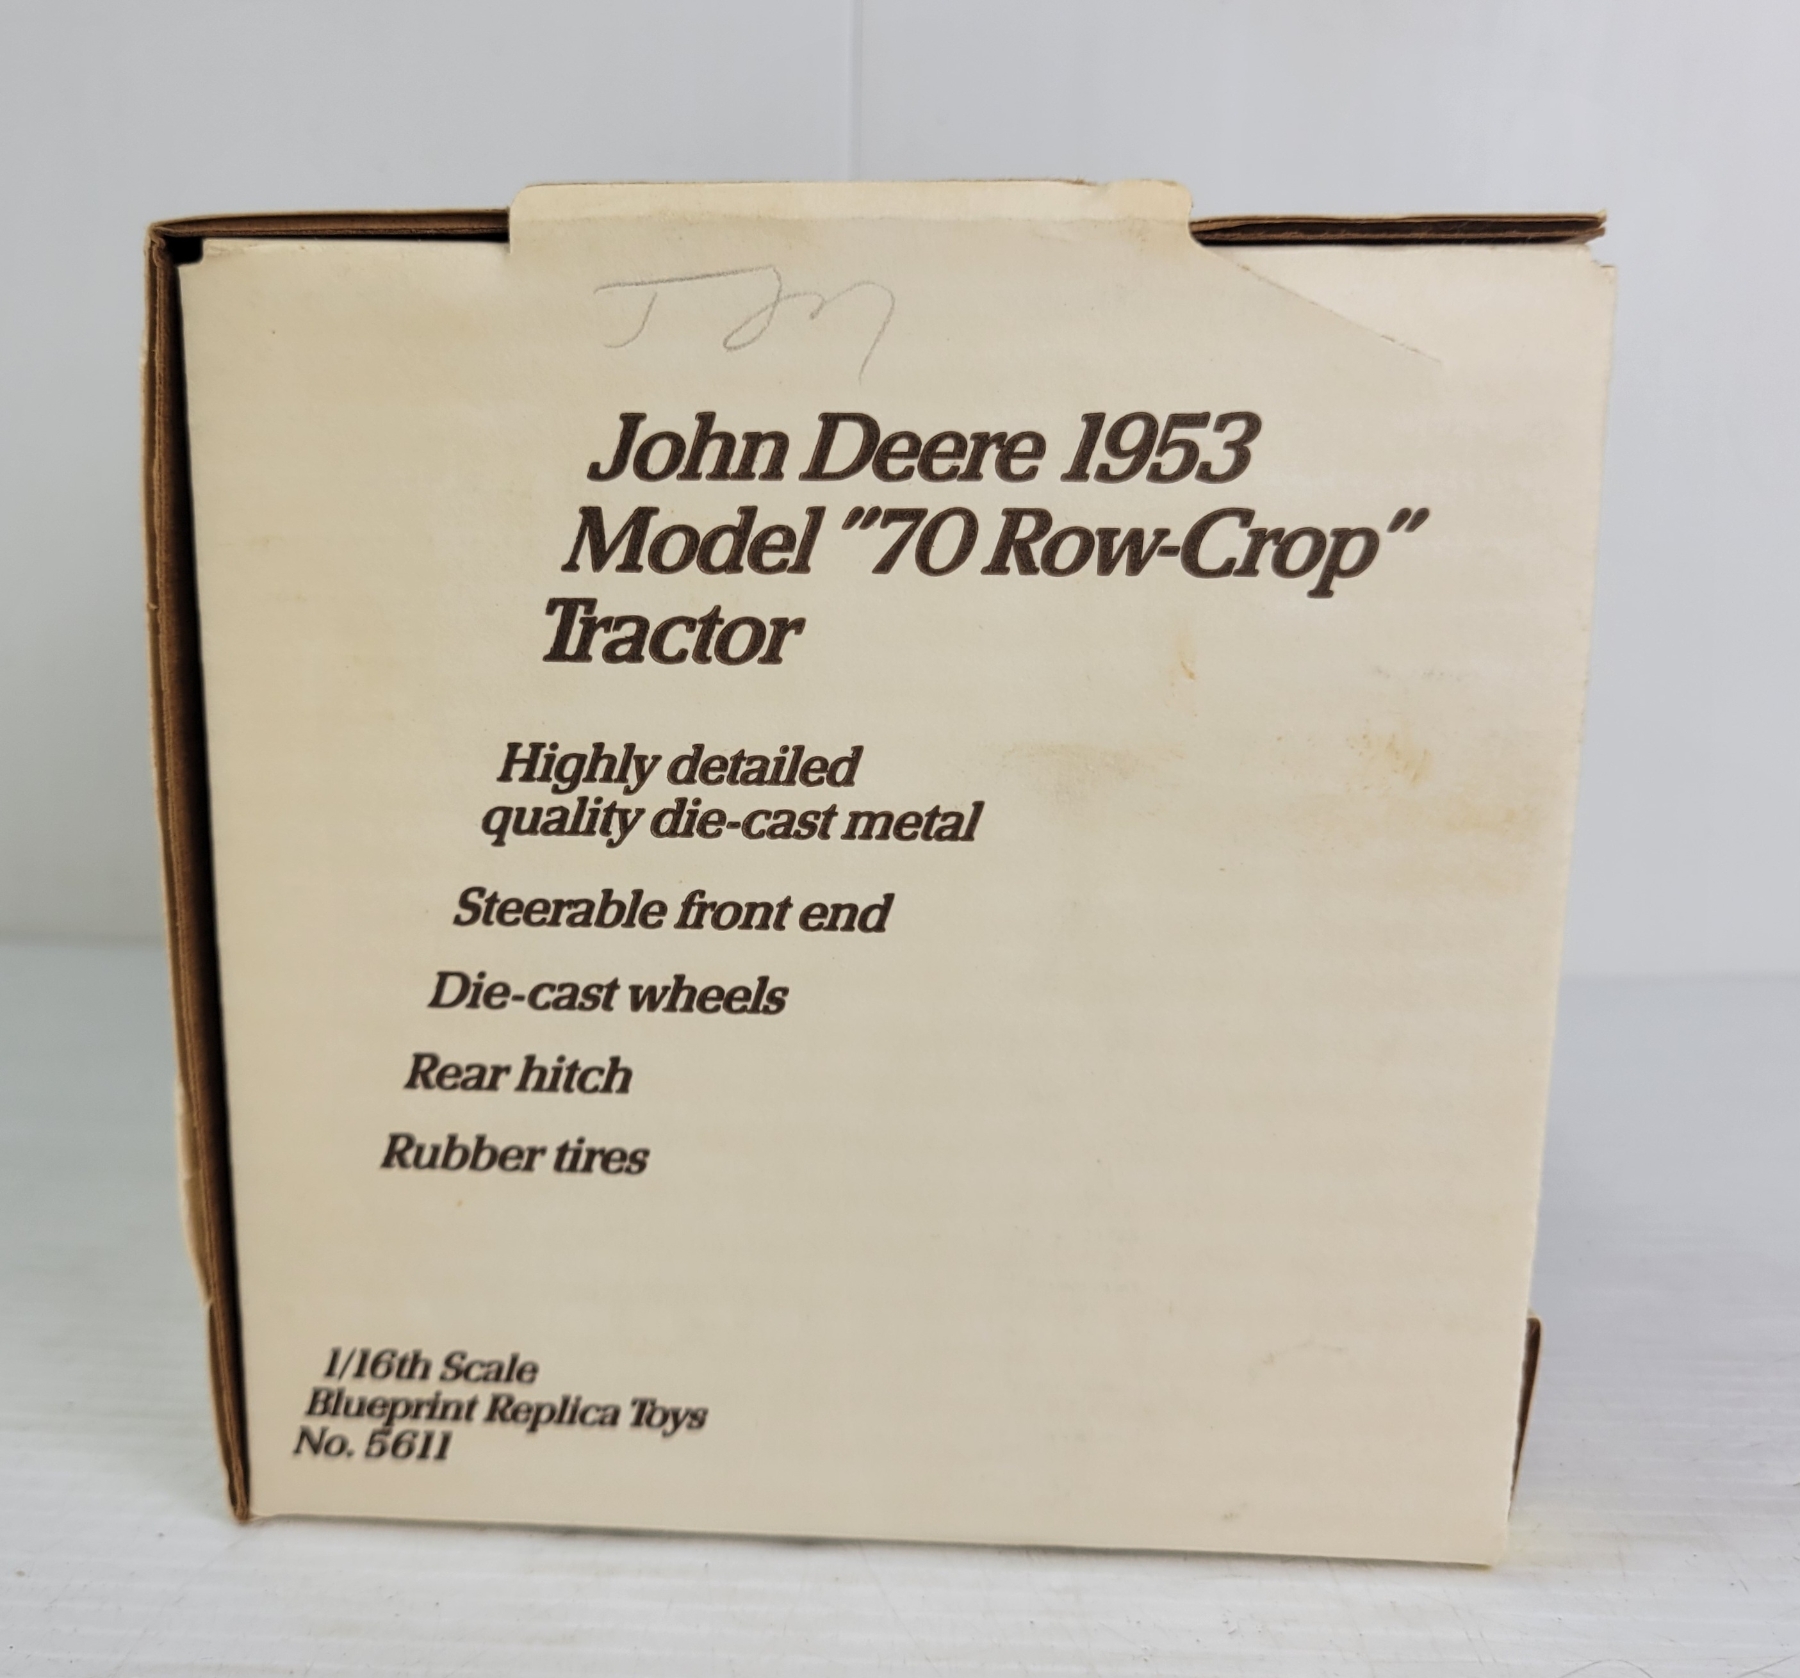 John Deere 1953
Model "70 Row-Crop"
Tractor
Highly detailed
quality die-cast metal
Steerable front end
Die-cast wheels
Rear hitch
Rubber tires
1/16th Scale
Blueprint Replica Toys
No. 5611